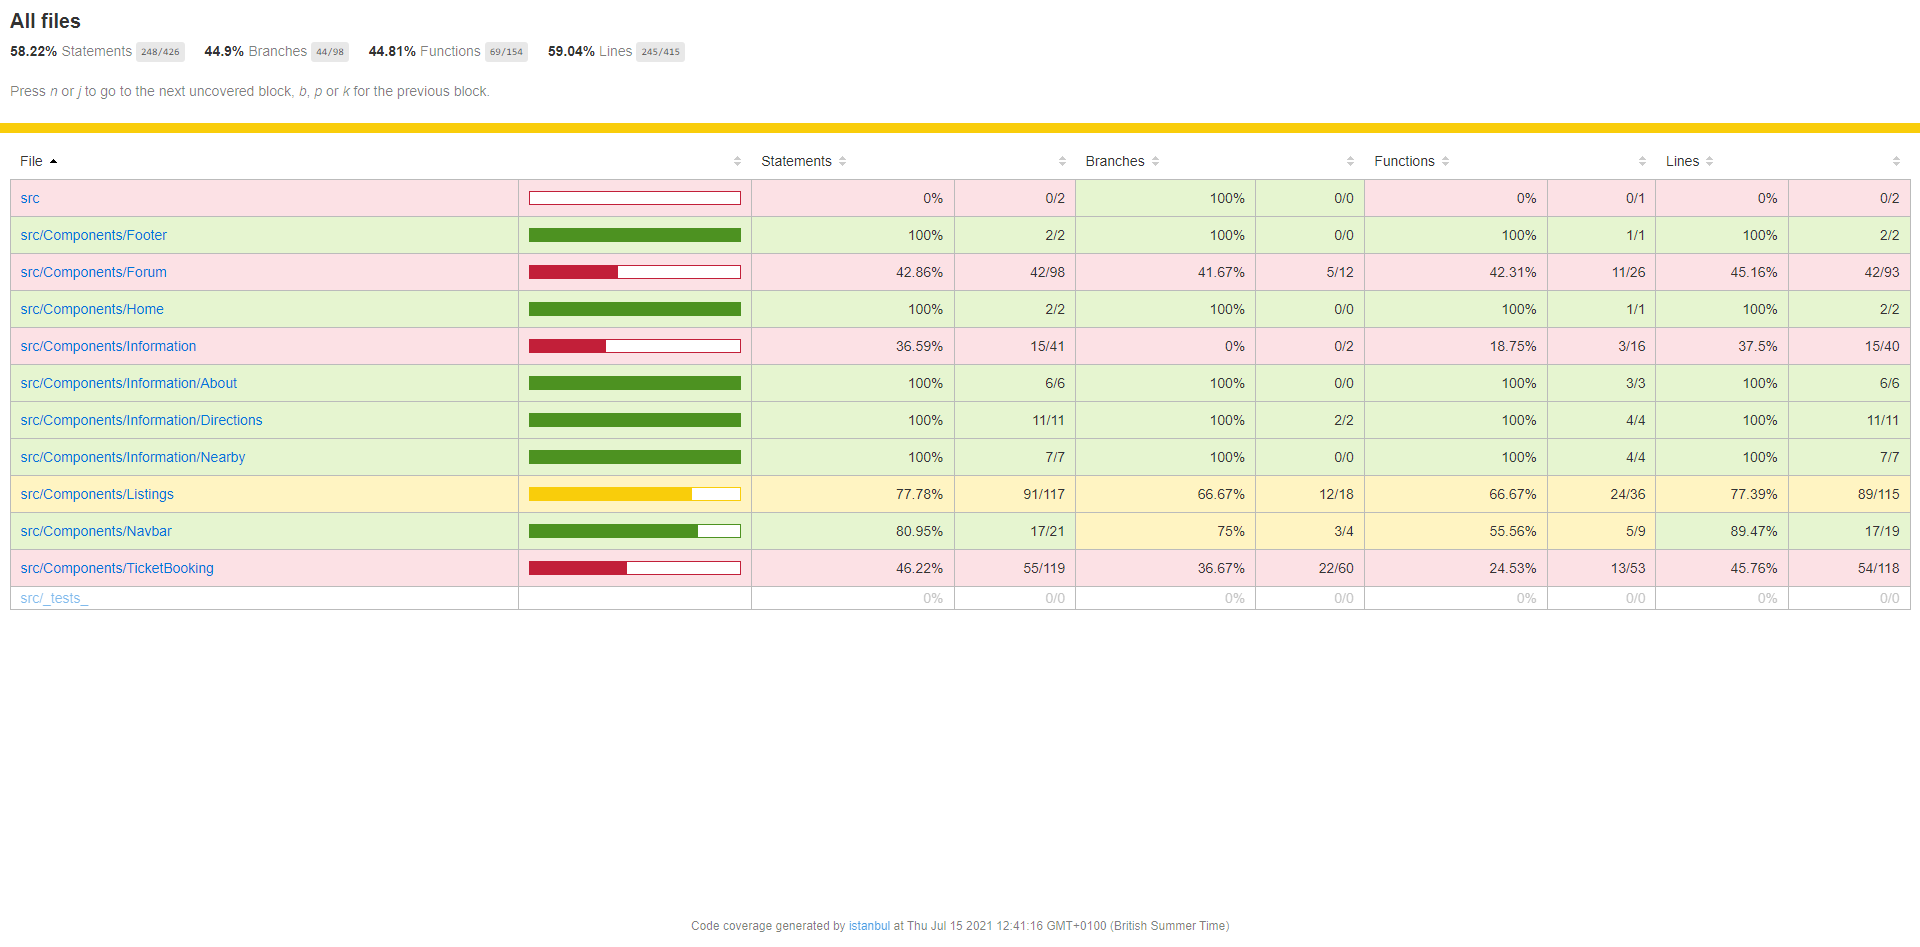 All files
58.22% Statements 248/426 44.9% Branches 44/98 44.81% Functions 69/154 59.04% Lines 245/415
Press n or j to go to the next uncovered block, b, p or k for the previous block.
File Statements Branches Functions Lines
src 0% 0/2 100% 0/0 0% 0/1 0% 0/2
src/Components/Footer 100% 2/2 100% 0/0 100% 1/1 100% 2/2
src/Components/Forum 42.86% 42/98 41.67% 5/12 42.31% 11/26 45.16% 42/93
src/Components/Home 100% 2/2 100% 0/0 100% 1/1 100% 2/2
src/Components/Information 36.59% 15/41 0% 0/2 18.75% 3/16 37.5% 15/40
src/Components/Information/About 100% 6/6 100% 0/0 100% 3/3 100% 6/6
src/Components/Information/Directions 100% 11/11 100% 2/2 100% 4/4 100% 11/11
src/Components/Information/Nearby 100% 7/7 100% 0/0 100% 4/4 100% 7/7
src/Components/Listings 77.78% 91/117 66.67% 12/18 66.67% 24/36 77.39% 89/115
src/Components/Navbar 80.95% 17/21 75% 3/4 55.56% 5/9 89.47% 17/19
src/Components/TicketBooking 46.22% 55/119 36.67% 22/60 24.53% 13/53 45.76% 54/118
src/_tests_ 0% 0/0 0% 0/0 0% 0/0 0% 0/0
Code coverage generated by istanbul at Thu Jul 15 2021 12:41:16 GMT+0100 (British Summer Time)